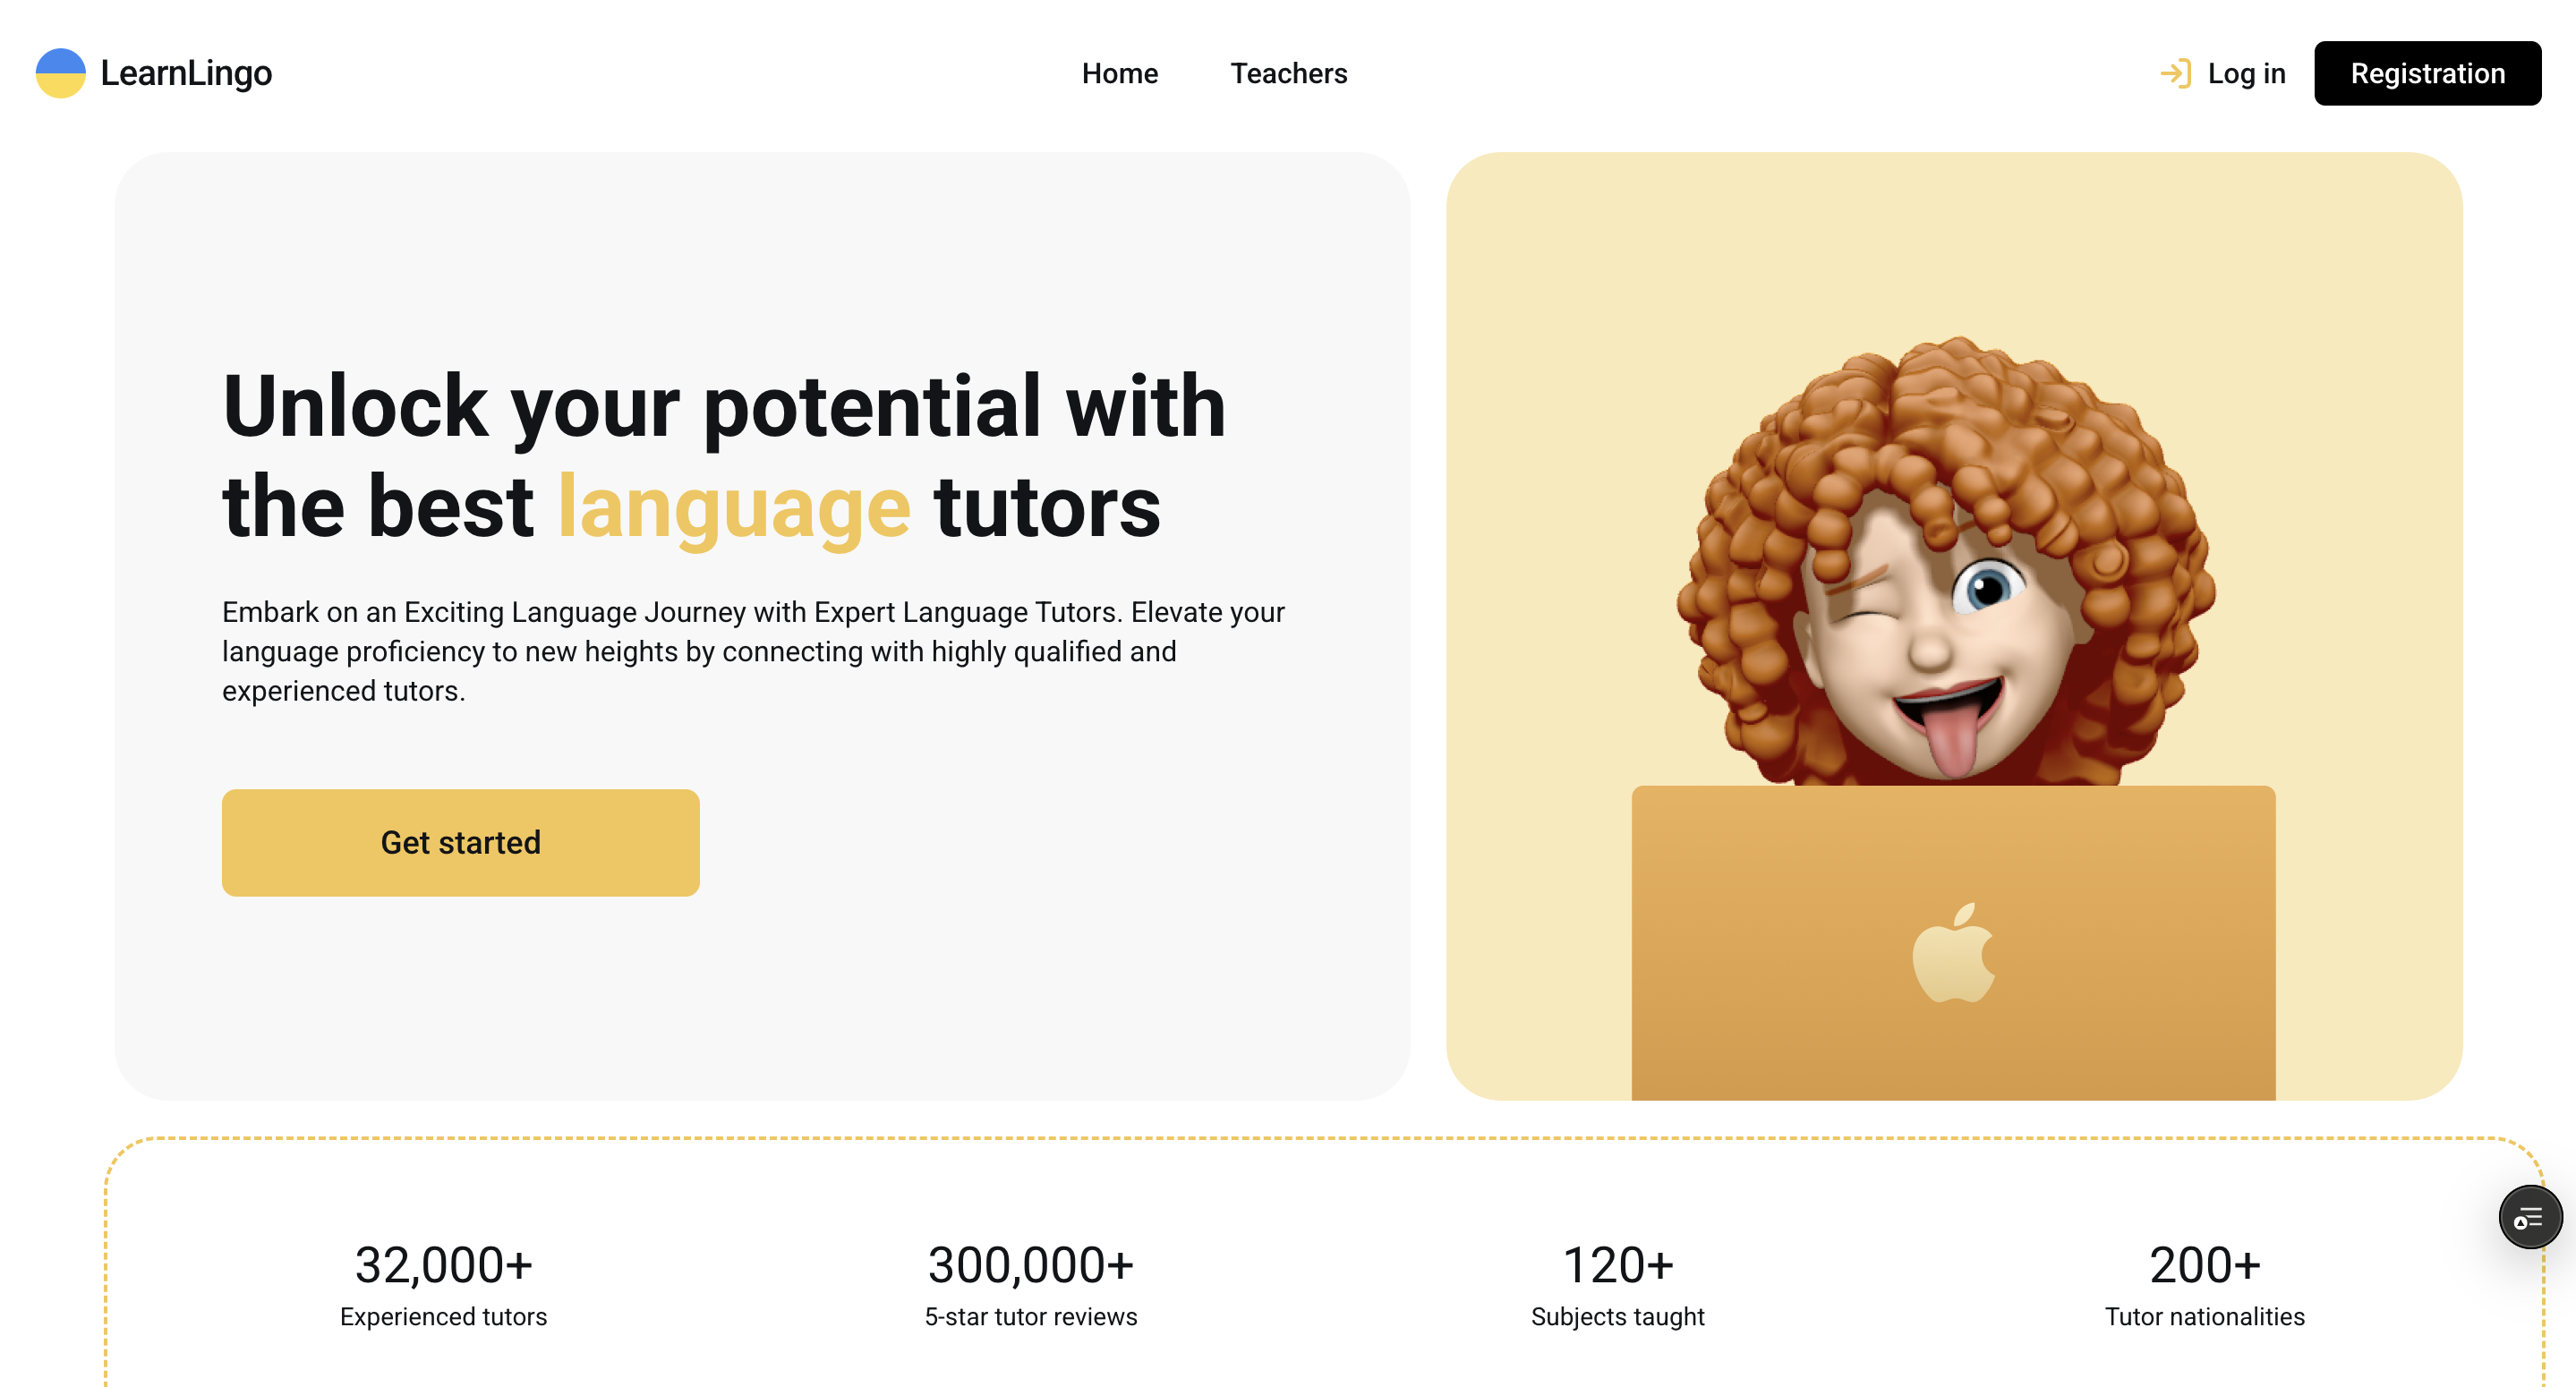 LearnLingo
Home
Teachers
Log in
Registration
Unlock your potential with
the best language tutors
Embark on an Exciting Language Journey with Expert Language Tutors. Elevate your
language proficiency to new heights by connecting with highly qualified and
experienced tutors.
Get started
32,000+
Experienced tutors
300,000+
5-star tutor reviews
120+
Subjects taught
200+
Tutor nationalities